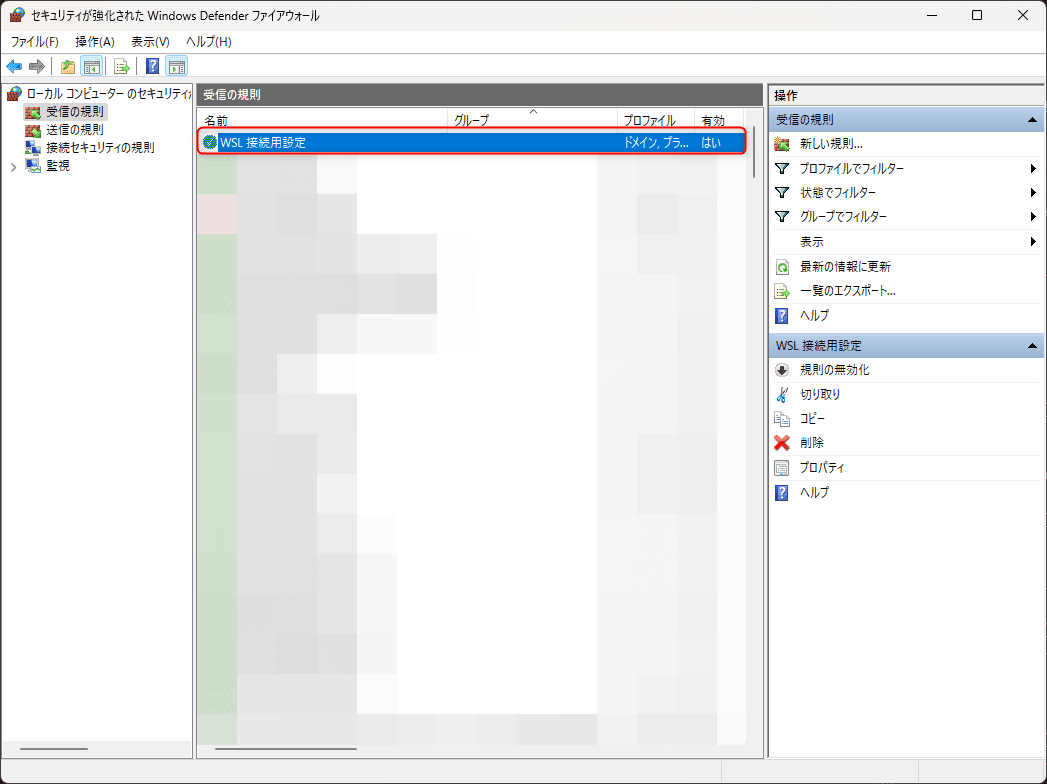 セキュリティが強化された Windows Defender ファイアウォール
ファイル(F) 操作(A) 表示(V) ヘルプ(H)
ローカル コンピューター のセキュリティ
受信の規則
送信の規則
接続セキュリティの規則
監視
受信の規則
名前 グループ プロファイル 有効
WSL 接続用設定 ドメイン, プラ... はい
操作
受信の規則
新しい規則...
プロファイルでフィルター
状態でフィルター
グループでフィルター
表示
最新の情報に更新
一覧のエクスポート...
ヘルプ
WSL 接続用設定
規則の無効化
切り取り
コピー
削除
プロパティ
ヘルプ